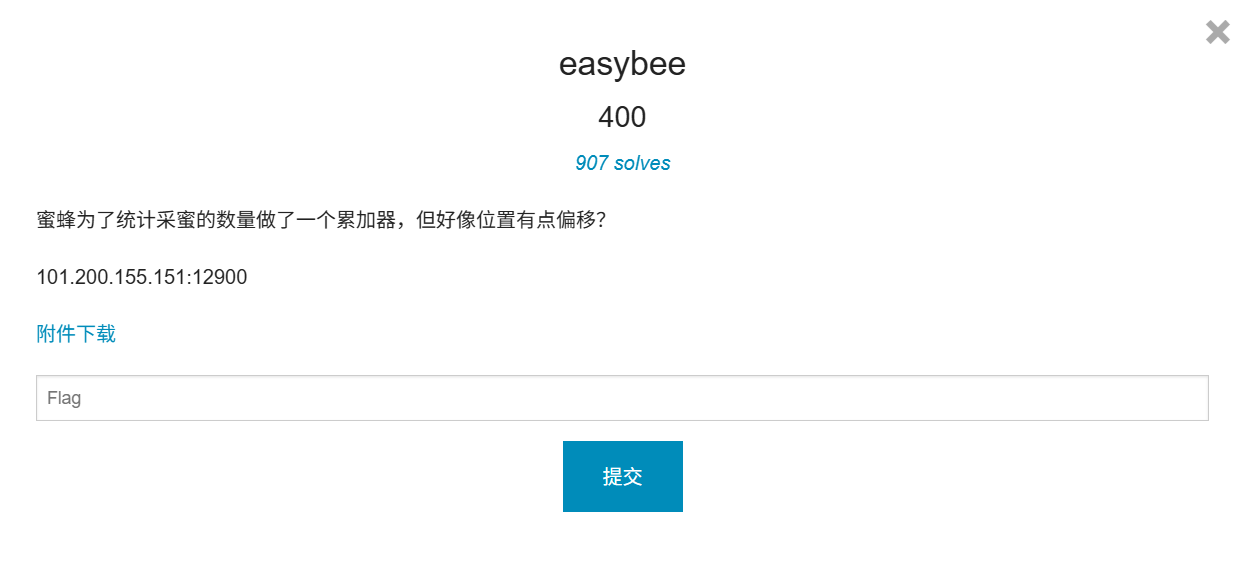 easybee
400
907 solves
蜜蜂为了统计采蜜的数量做了一个累加器，但好像位置有点偏移?
101.200.155.151:12900
附件下载
Flag
提交